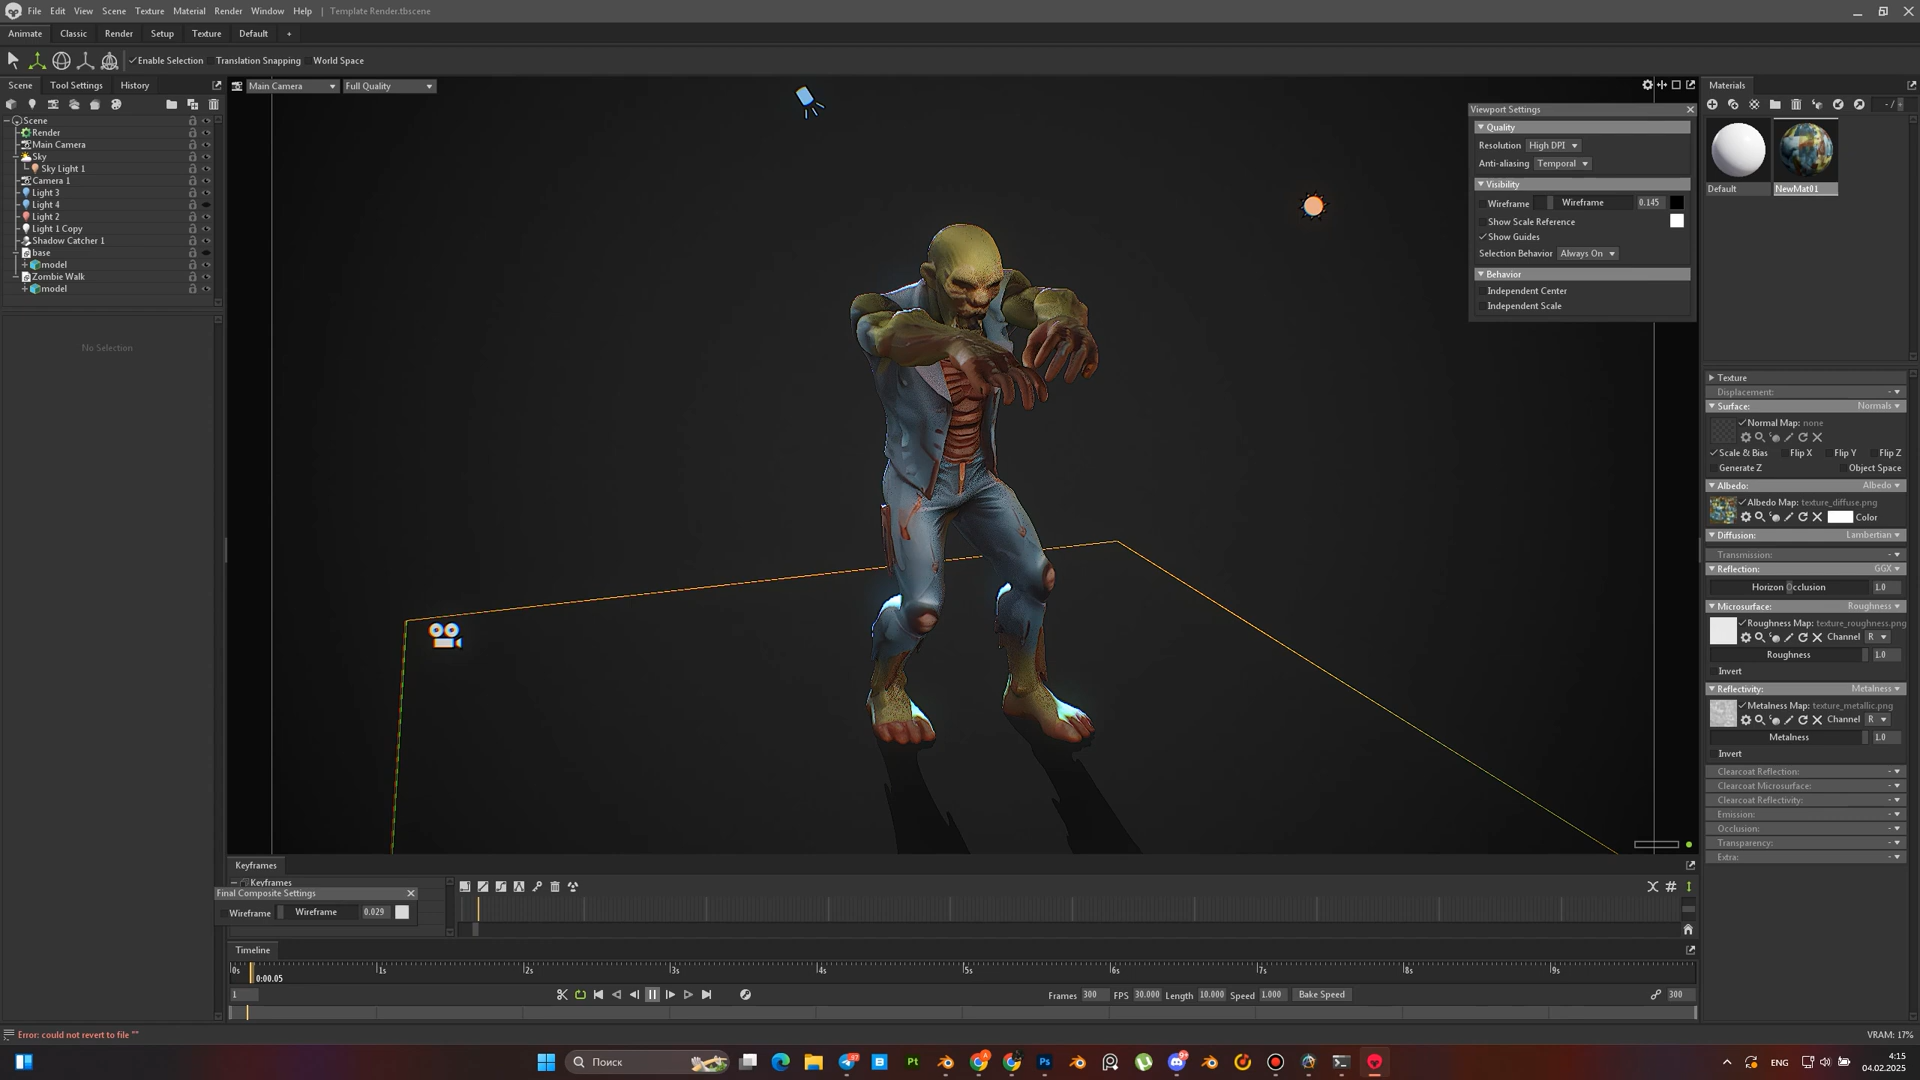 File Edit View Scene Texture Material Render Window Help | Template Render.tbscene
Animate Classic Render Setup Texture Default +
Enable Selection Translation Snapping World Space
Scene Tool Settings History
Main Camera Full Quality
Scene
Render
Main Camera
Sky
Sky Light 1
Camera 1
Light 3
Light 4
Light 2
Light 1 Copy
Shadow Catcher 1
base
model
Zombie Walk
model
No Selection
Viewport Settings
Quality
Resolution High DPI
Anti-aliasing Temporal
Visibility
Wireframe Wireframe 0.145
Show Scale Reference
Show Guides
Selection Behavior Always On
Behavior
Independent Center
Independent Scale
Materials
- /
Default NewMat01
Texture
Displacement: -
Surface: Normals
Normal Map: none
Scale & Bias Flip X Flip Y Flip Z
Generate Z Object Space
Albedo: Albedo
Albedo Map: texture_diffuse.png
Color
Diffusion: Lambertian
Transmission: -
Reflection: GGX
Horizon Occlusion 1.0
Microsurface: Roughness
Roughness Map: texture_roughness.png
Channel R
Roughness 1.0
Invert
Reflectivity: Metalness
Metalness Map: texture_metallic.png
Channel R
Metalness 1.0
Invert
Clearcoat Reflection: -
Clearcoat Microsurface: -
Clearcoat Reflectivity: -
Emission: -
Occlusion: -
Transparency: -
Extra: -
Keyframes
Keyframes
Final Composite Settings
Wireframe Wireframe 0.029
Timeline
0s 1s 2s 3s 4s 5s 6s 7s 8s 9s
0:00.05
1 Frames 300 FPS 30.000 Length 10.000 Speed 1.000 Bake Speed 300
Error: could not revert to file ""
VRAM: 17%
Поиск
ENG
4:15
04.02.2025